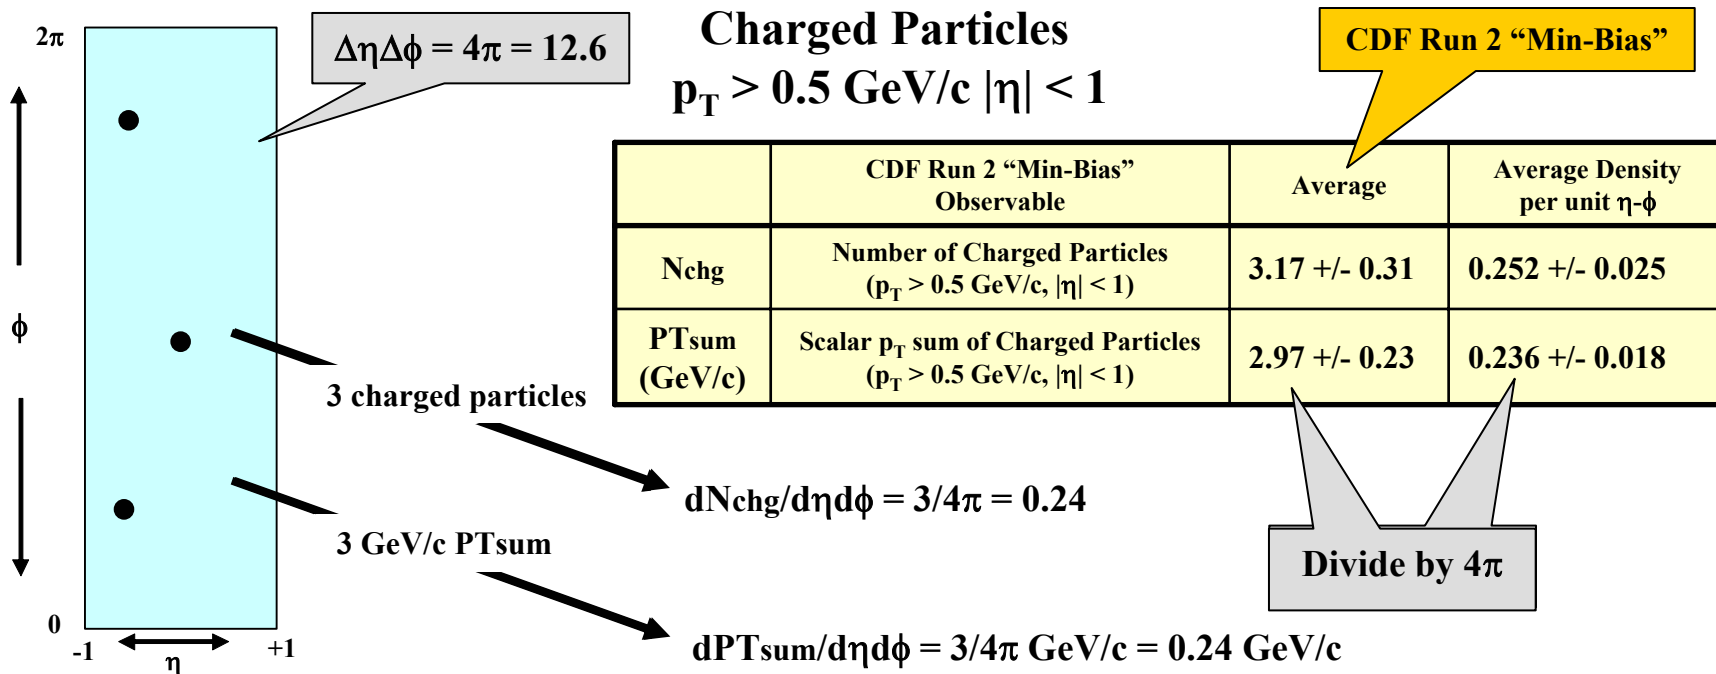 Charged Particles
p_T > 0.5 GeV/c |η| < 1
CDF Run 2 “Min-Bias”
2π
ΔηΔϕ = 4π = 12.6
ϕ
0
-1
η
+1
CDF Run 2 “Min-Bias”
Observable
Average
Average Density
per unit η-ϕ
Nchg
Number of Charged Particles
(p_T > 0.5 GeV/c, |η| < 1)
3.17 +/- 0.31
0.252 +/- 0.025
PTsum
(GeV/c)
Scalar p_T sum of Charged Particles
(p_T > 0.5 GeV/c, |η| < 1)
2.97 +/- 0.23
0.236 +/- 0.018
3 charged particles
dNchg/dηdϕ = 3/4π = 0.24
3 GeV/c PTsum
Divide by 4π
dPTsum/dηdϕ = 3/4π GeV/c = 0.24 GeV/c